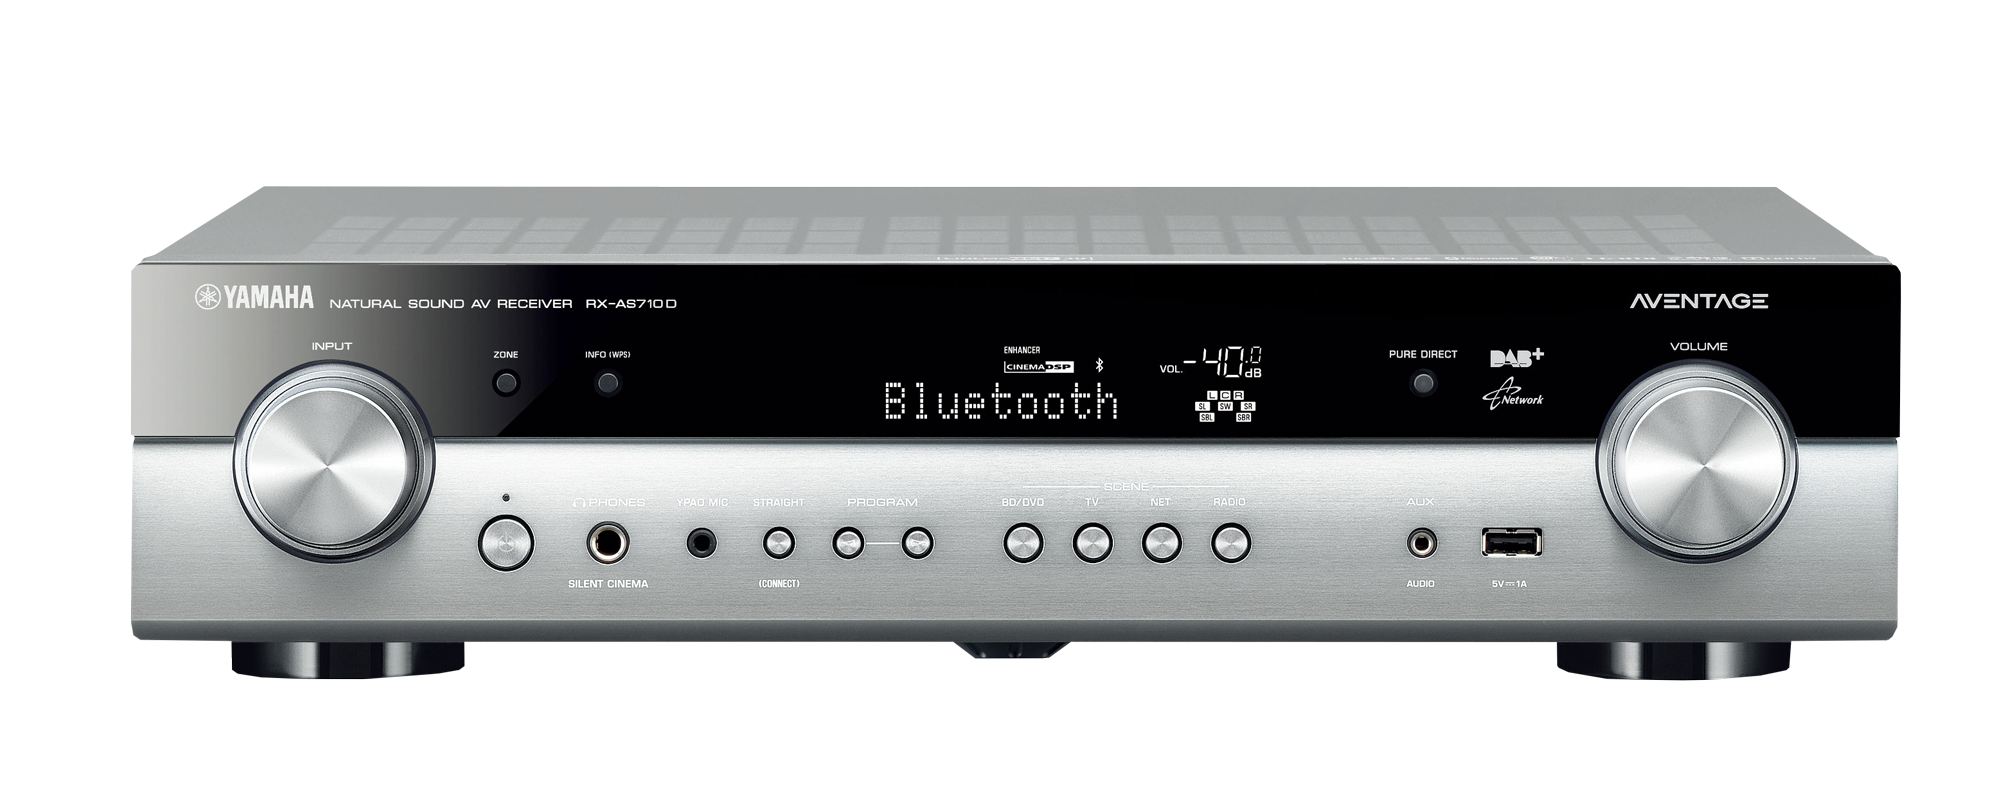 YAMAHA NATURAL SOUND AV RECEIVER RX-AS710D
AVENTAGE
INPUT
VOLUME
ZONE
INFO (WPS)
ENHANCER
CINEMA DSP
VOL. -40.0 dB
PURE DIRECT
DAB+
Network
Bluetooth
L C R
SL SW SR
SBL SBR
SCENE
PHONES
YPAO MIC
STRAIGHT
PROGRAM
BD/DVD
TV
NET
RADIO
AUX
SILENT CINEMA
(CONNECT)
AUDIO
5V⎓1A